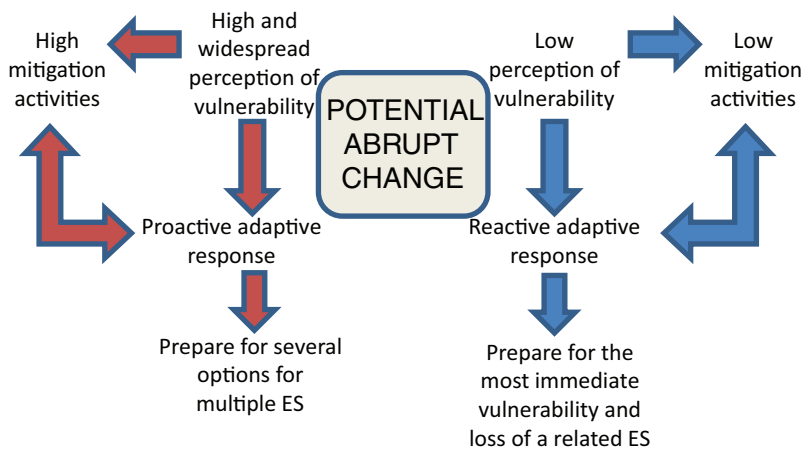 High
mitigation
activities
High and
widespread
perception of
vulnerability
POTENTIAL
ABRUPT
CHANGE
Low
perception of
vulnerability
Low
mitigation
activities
Proactive adaptive
response
Reactive adaptive
response
Prepare for several
options for
multiple ES
Prepare for the
most immediate
vulnerability and
loss of a related ES